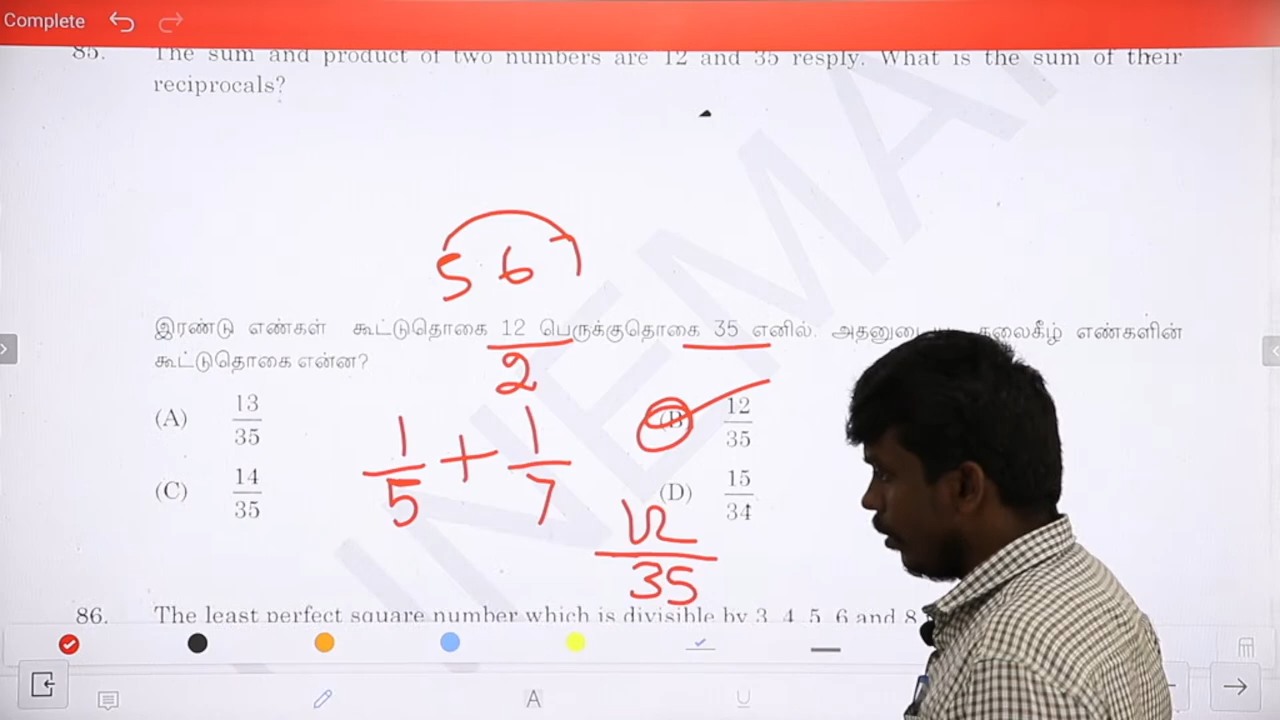 Complete
85. The sum and product of two numbers are 12 and 35 resply. What is the sum of their
reciprocals?
5 6 7
இரண்டு எண்கள் கூட்டுதொகை 12 பெருக்குதொகை 35 எனில். தலைகீழ் எண்களின்
கூட்டுதொகை என்ன?
2
(A) 13/35
(B) 12/35
1/5 + 1/7
(C) 14/35
(D) 15/34
12/35
86. The least perfect square number which is divisible by 3, 4, 5, 6 and 8
A
U